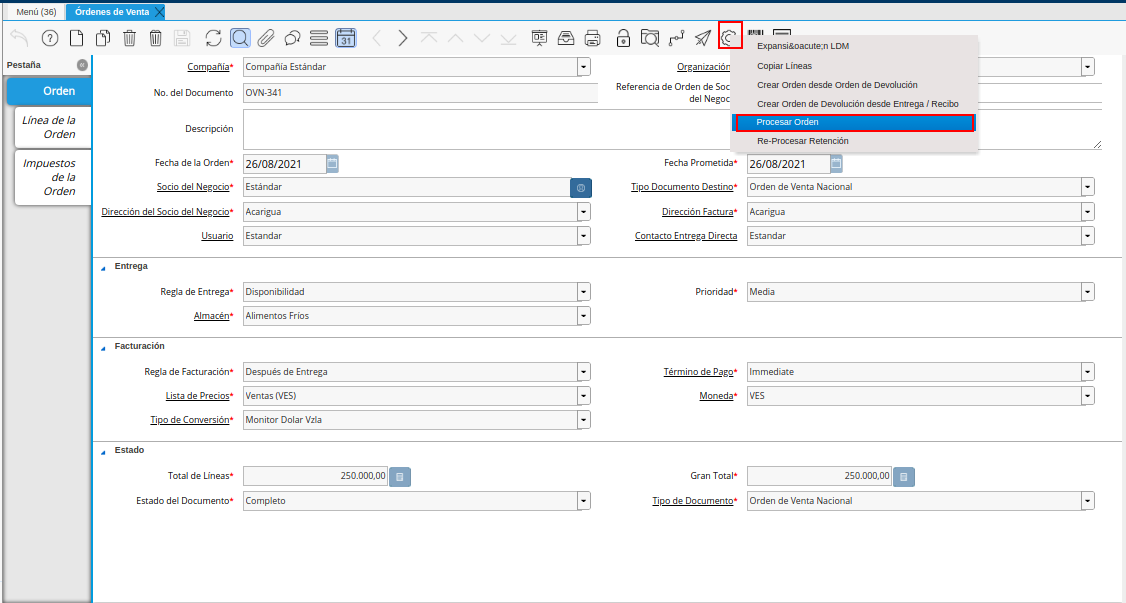 Menú (36)
Órdenes de Venta
31
Pestaña
Orden
Línea de la
Orden
Impuestos
de la
Orden
Expansi&oacute;n LDM
Copiar Líneas
Crear Orden desde Orden de Devolución
Crear Orden de Devolución desde Entrega / Recibo
Procesar Orden
Re-Procesar Retención
Compañía* Compañía Estándar
Organización
No. del Documento OVN-341
Referencia de Orden de Soc
del Negoc
Descripción
Fecha de la Orden* 26/08/2021
Fecha Prometida* 26/08/2021
Socio del Negocio* Estándar
Tipo Documento Destino* Orden de Venta Nacional
Dirección del Socio del Negocio* Acarigua
Dirección Factura* Acarigua
Usuario Estandar
Contacto Entrega Directa Estandar
Entrega
Regla de Entrega* Disponibilidad
Prioridad* Media
Almacén* Alimentos Fríos
Facturación
Regla de Facturación* Después de Entrega
Término de Pago* Immediate
Lista de Precios* Ventas (VES)
Moneda* VES
Tipo de Conversión* Monitor Dolar Vzla
Estado
Total de Líneas* 250.000,00
Gran Total* 250.000,00
Estado del Documento* Completo
Tipo de Documento* Orden de Venta Nacional